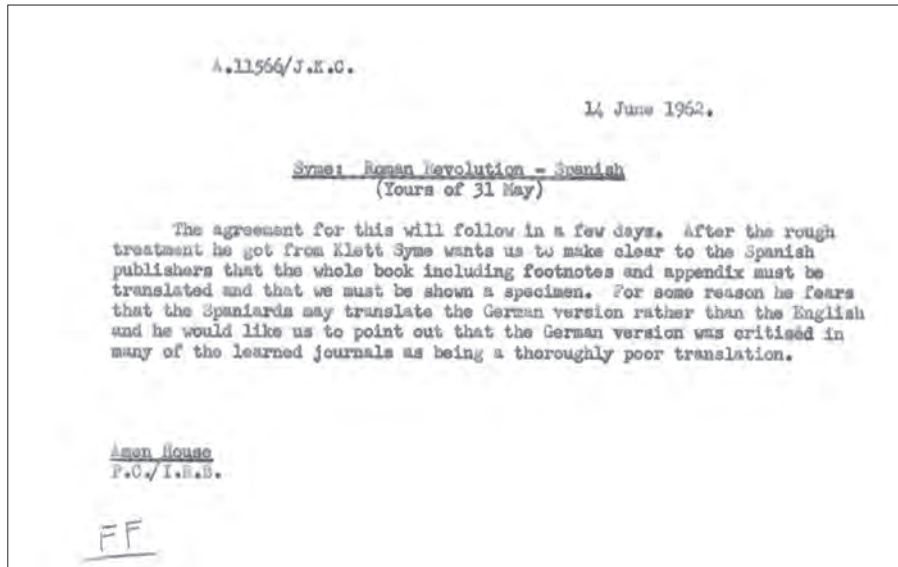 A.11566/J.K.C.
14 June 1962.
Syme: Roman Revolution - Spanish
(Yours of 31 May)
The agreement for this will follow in a few days. After the rough
treatment he got from Klett Syme wants us to make clear to the Spanish
publishers that the whole book including footnotes and appendix must be
translated and that we must be shown a specimen. For some reason he fears
that the Spaniards may translate the German version rather than the English
and he would like us to point out that the German version was critised in
many of the learned journals as being a thoroughly poor translation.
Amen House
P.C./I.R.B.
FF